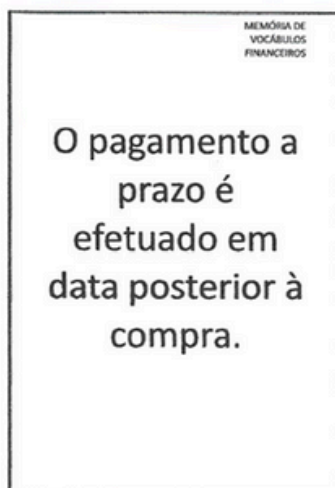 MEMÓRIA DE
VOCÁBULOS
FINANCEIROS
O pagamento a
prazo é
efetuado em
data posterior à
compra.